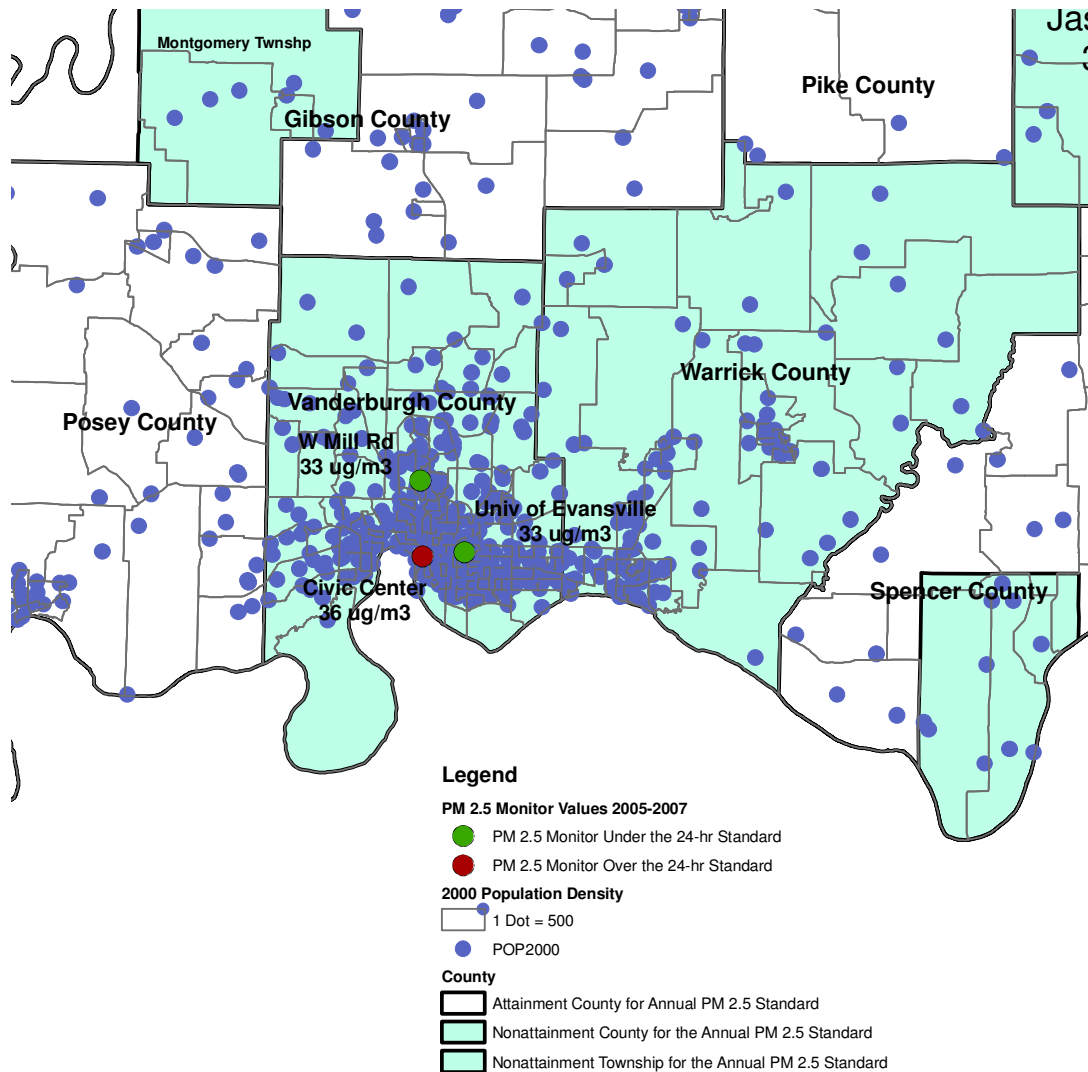 Montgomery Twnshp
Gibson County
Pike County
Warrick County
Vanderburgh County
Posey County
W Mill Rd
33 ug/m3
Univ of Evansville
33 ug/m3
Civic Center
36 ug/m3
Spencer County
Legend
PM 2.5 Monitor Values 2005-2007
PM 2.5 Monitor Under the 24-hr Standard
PM 2.5 Monitor Over the 24-hr Standard
2000 Population Density
1 Dot = 500
POP2000
County
Attainment County for Annual PM 2.5 Standard
Nonattainment County for the Annual PM 2.5 Standard
Nonattainment Township for the Annual PM 2.5 Standard